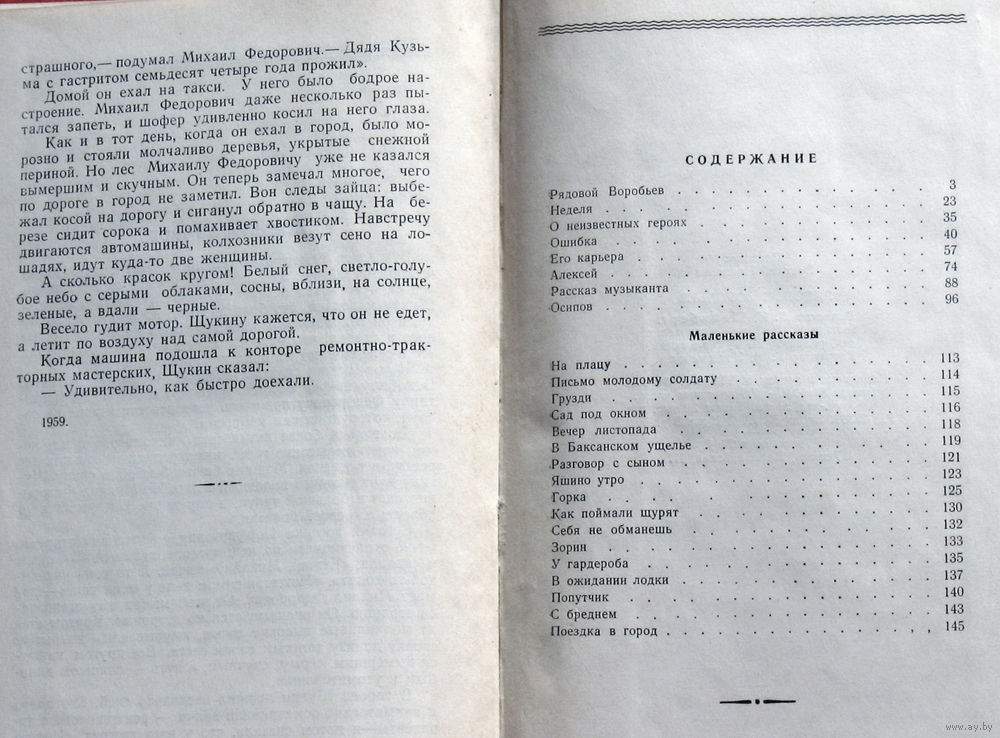 страшного,— подумал Михаил Федорович.— Дядя Кузь-
ма с гастритом семьдесят четыре года прожил».
Домой он ехал на такси. У него было бодрое на-
строение. Михаил Федорович даже несколько раз пы-
тался запеть, и шофер удивленно косил на него глаза.
Как и в тот день, когда он ехал в город, было мо-
розно и стояли молчаливо деревья, укрытые снежной
периной. Но лес Михаилу Федоровичу уже не казался
вымершим и скучным. Он теперь замечал многое, чего
по дороге в город не заметил. Вон следы зайца: выбе-
жал косой на дорогу и сиганул обратно в чащу. На бе-
резе сидит сорока и помахивает хвостиком. Навстречу
двигаются автомашины, колхозники везут сено на ло-
шадях, идут куда-то две женщины.
А сколько красок кругом! Белый снег, светло-голу-
бое небо с серыми облаками, сосны, вблизи, на солнце,
зеленые, а вдали — черные.
Весело гудит мотор. Щукину кажется, что он не едет,
а летит по воздуху над самой дорогой.
Когда машина подошла к конторе ремонтно-трак-
торных мастерских, Щукин сказал:
— Удивительно, как быстро доехали.
1959.
СОДЕРЖАНИЕ
Рядовой Воробьев . . . . . . . . . . 3
Неделя . . . . . . . . . . 23
О неизвестных героях . . . . . . . . . . 35
Ошибка . . . . . . . . . . 40
Его карьера . . . . . . . . . . 57
Алексей . . . . . . . . . . 74
Рассказ музыканта . . . . . . . . . . 88
Осипов . . . . . . . . . . 96
Маленькие рассказы
На плацу . . . . . . . . . . 113
Письмо молодому солдату . . . . . . . . . . 114
Грузди . . . . . . . . . . 115
Сад под окном . . . . . . . . . . 116
Вечер листопада . . . . . . . . . . 118
В Баксанском ущелье . . . . . . . . . . 119
Разговор с сыном . . . . . . . . . . 121
Яшино утро . . . . . . . . . . 123
Горка . . . . . . . . . . 125
Как поймали щурят . . . . . . . . . . 130
Себя не обманешь . . . . . . . . . . 132
Зорин . . . . . . . . . . 133
У гардероба . . . . . . . . . . 135
В ожидании лодки . . . . . . . . . . 137
Попутчик . . . . . . . . . . 140
С бреднем . . . . . . . . . . 143
Поездка в город . . . . . . . . . . 145
www.ay.by